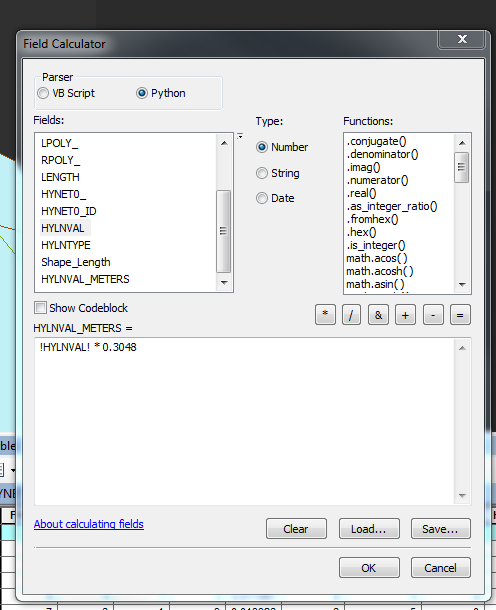 Field Calculator
Parser
VB Script Python
Fields: Type: Functions:
LPOLY_
RPOLY_
LENGTH
HYNET0_
HYNET0_ID
HYLNVAL
HYLNTYPE
Shape_Length
HYLNVAL_METERS
Number
String
Date
.conjugate()
.denominator()
.imag()
.numerator()
.real()
.as_integer_ratio()
.fromhex()
.hex()
.is_integer()
math.acos( )
math.acosh( )
math.asin( )
Show Codeblock
* / & + - =
HYLNVAL_METERS =
!HYLNVAL! * 0.3048
About calculating fields
Clear Load... Save...
OK Cancel